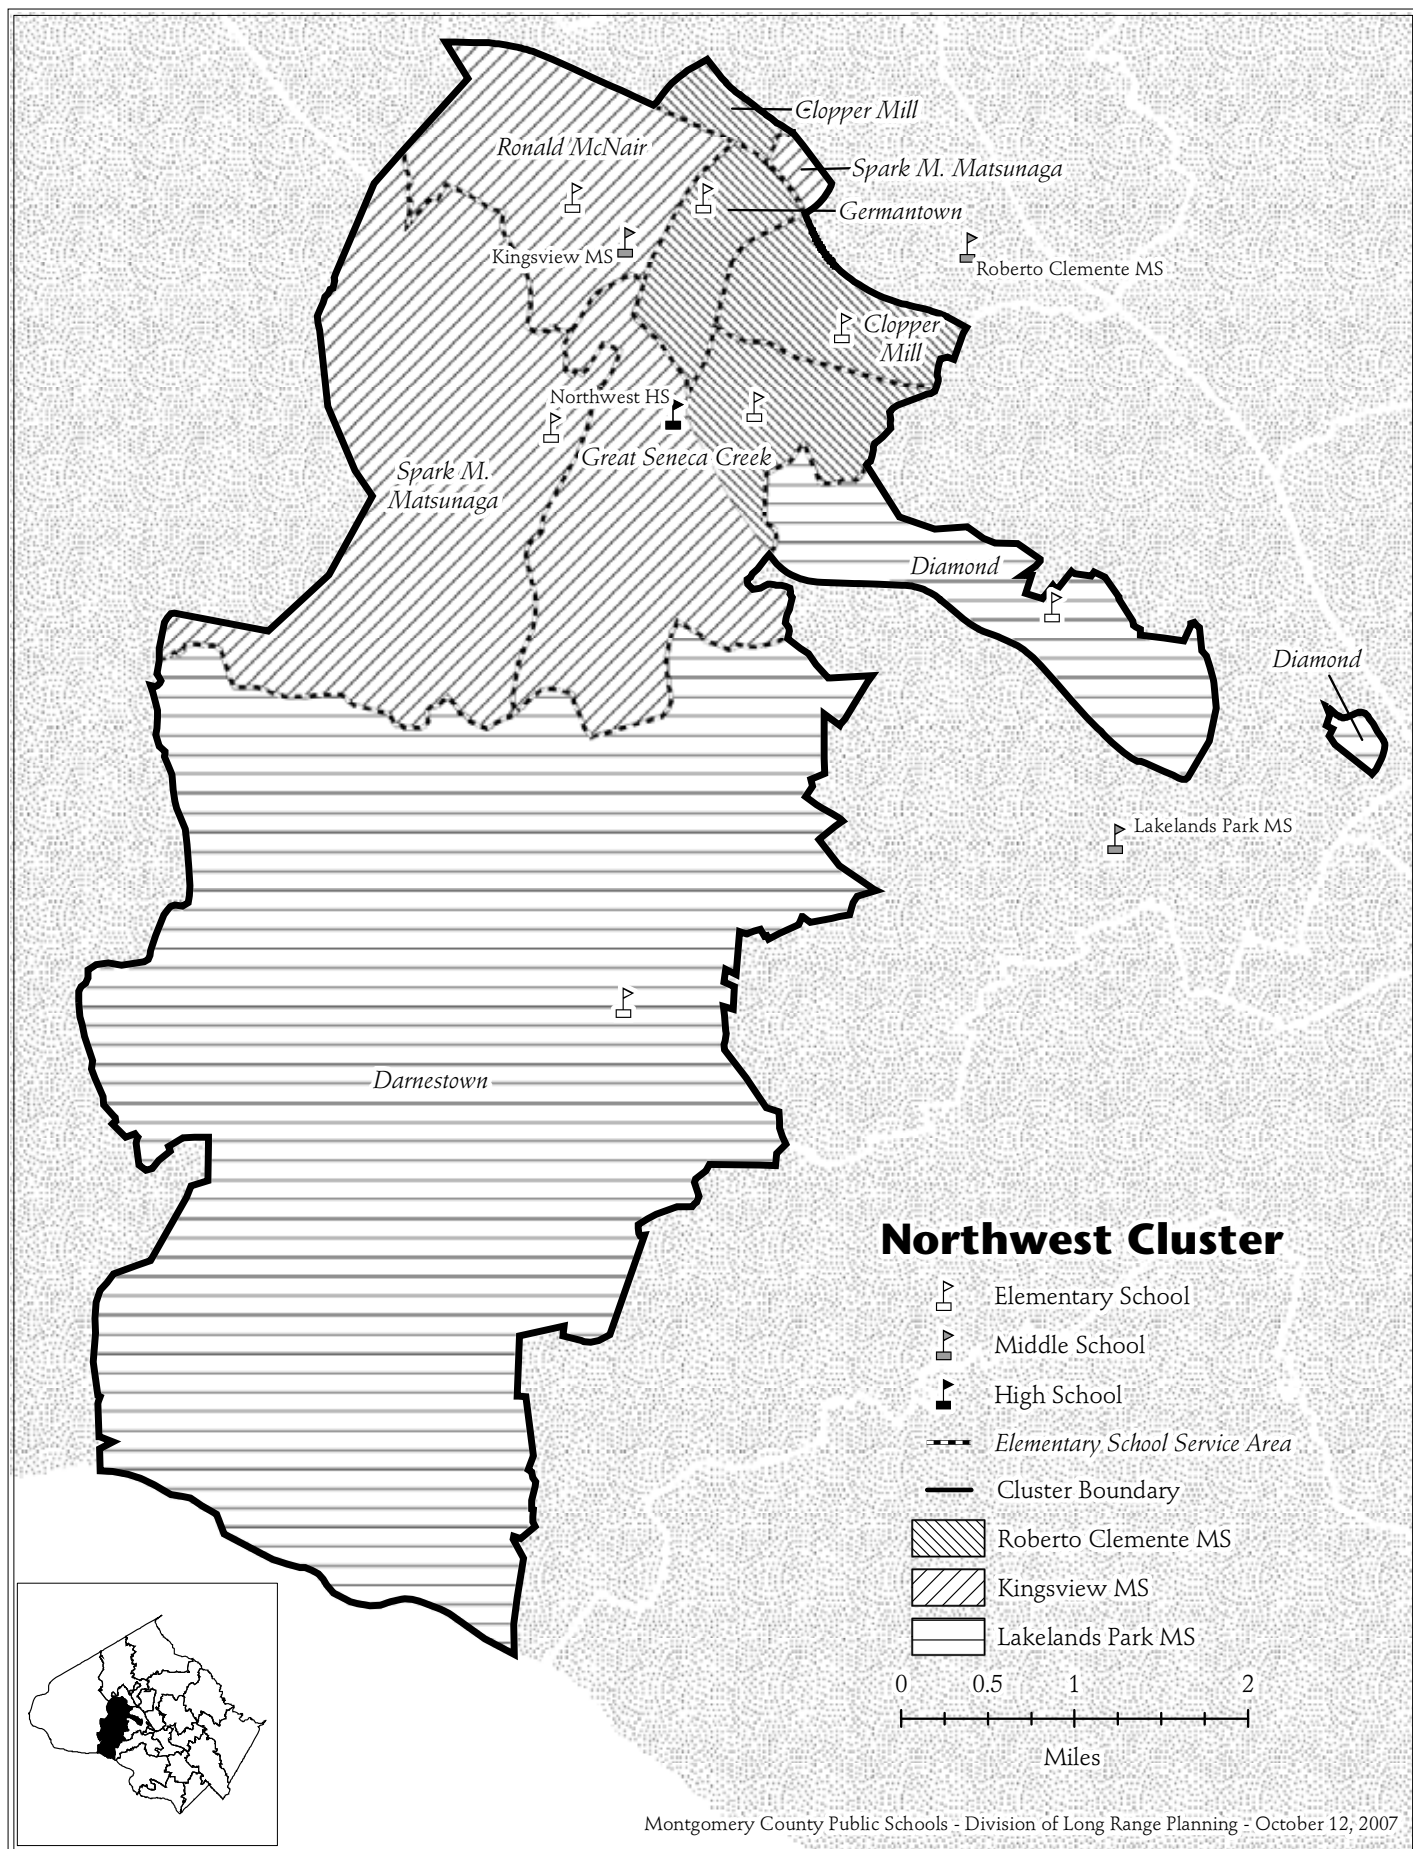 Clopper Mill
Ronald McNair
Spark M. Matsunaga
Germantown
Kingsview MS
Roberto Clemente MS
Clopper
Mill
Northwest HS
Great Seneca Creek
Spark M.
Matsunaga
Diamond
Diamond
Lakelands Park MS
Darnestown
Northwest Cluster
Elementary School
Middle School
High School
Elementary School Service Area
Cluster Boundary
Roberto Clemente MS
Kingsview MS
Lakelands Park MS
0 0.5 1 2
Miles
Montgomery County Public Schools - Division of Long Range Planning - October 12, 2007